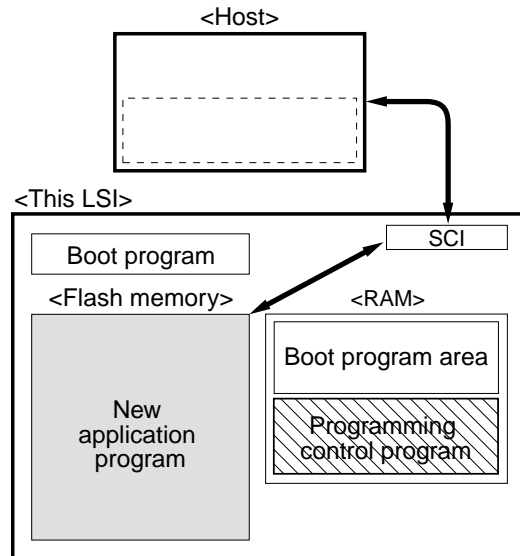 <Host>
<This LSI>
SCI
Boot program
<Flash memory>
<RAM>
Boot program area
New
application
program
Programming
control program